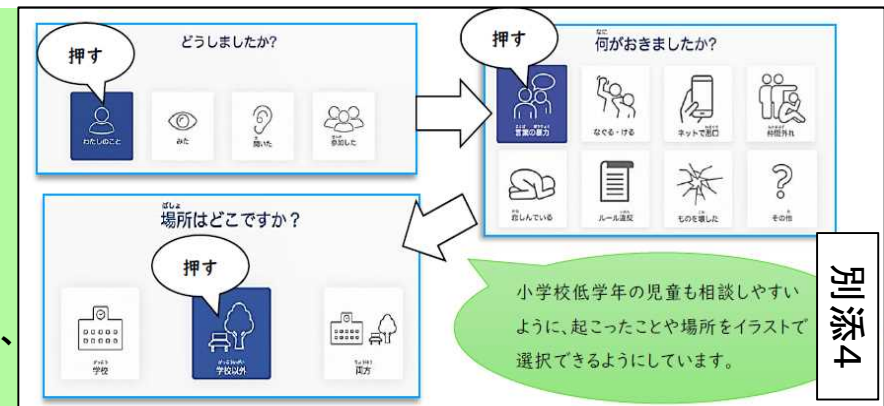 どうしましたか?
押す
わたしのこと
みた
聞いた
参加した
何がおきましたか?
押す
言葉の暴力
なぐる・ける
ネットで悪口
仲間外れ
悲しんでいる
ルール違反
ものを壊した
その他
場所はどこですか?
押す
学校
学校以外
両方
小学校低学年の児童も相談しやすい
ように、起こったことや場所をイラストで
選択できるようにしています。
別添4
、